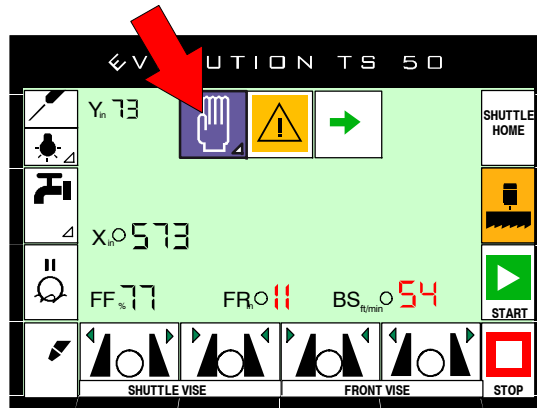 EV UTION TS 50
Yin 73
SHUTTLE
HOME
Xin 573
FF% 77
FRin 11
BSft/min 54
START
SHUTTLE VISE
FRONT VISE
STOP